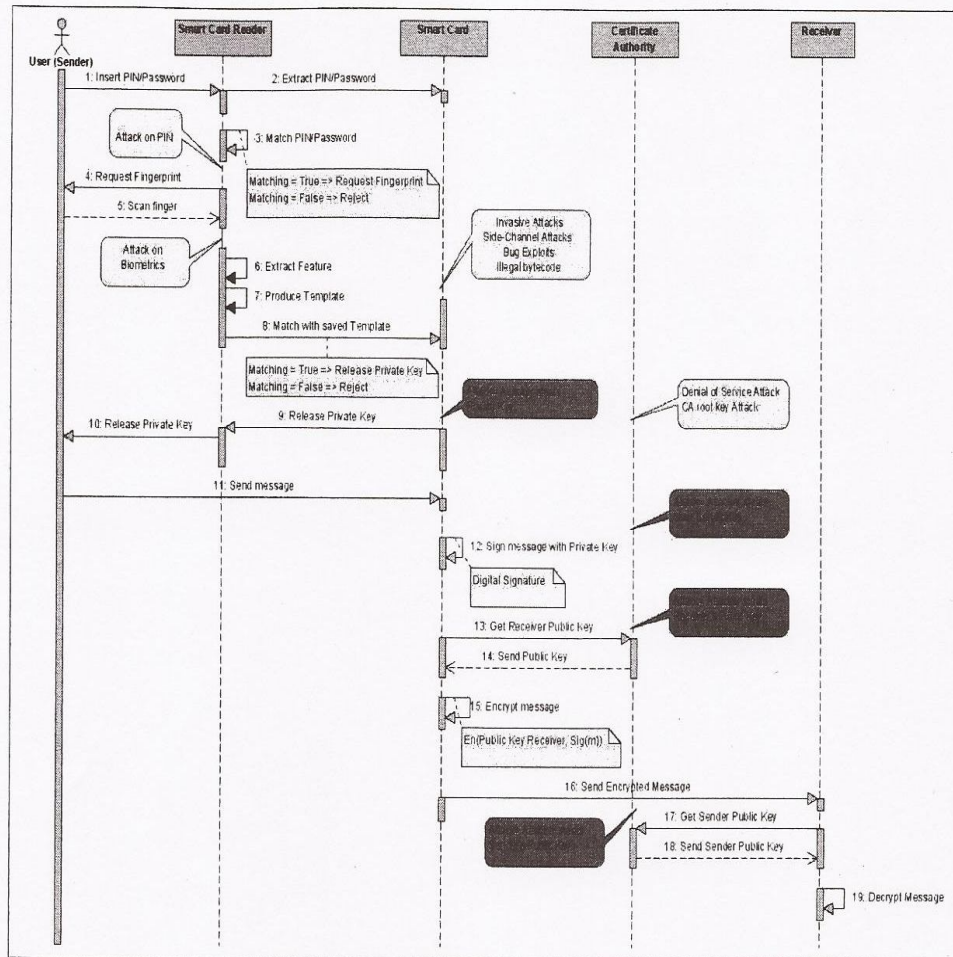 Smart Card Reader
Smart Card
Certificate
Authority
Receiver
User (Sender)
1: Insert PIN/Password
2: Extract PIN/Password
Attack on PIN
3: Match PIN/Password
4: Request Fingerprint
Matching = True => Request Fingerprint
Matching = False => Reject
5: Scan finger
Attack on
Biometrics
Invasive Attacks
Side-Channel Attacks
Bug Exploits
Illegal bytecode
6: Extract Feature
7: Produce Template
8: Match with saved Template
Matching = True => Release Private Key
Matching = False => Reject
Denial of Service Attack
CA root key Attack
9: Release Private Key
10: Release Private Key
11: Send message
12: Sign message with Private Key
Digital Signature
13: Get Receiver Public Key
14: Send Public Key
15: Encrypt message
En(Public Key Receiver, Sig(m))
16: Send Encrypted Message
17: Get Sender Public Key
18: Send Sender Public Key
19: Decrypt Message